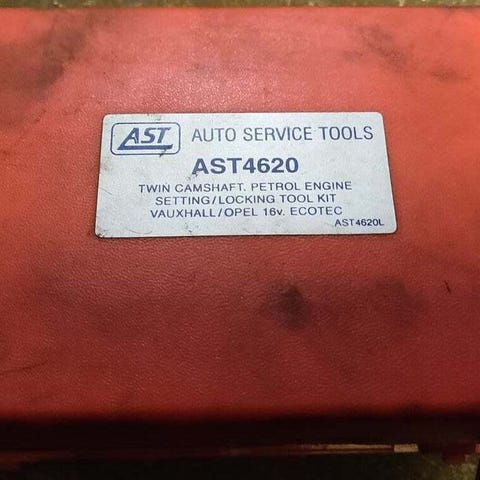 AST AUTO SERVICE TOOLS
AST4620
TWIN CAMSHAFT. PETROL ENGINE
SETTING/LOCKING TOOL KIT
VAUXHALL/OPEL 16v. ECOTEC
AST4620L